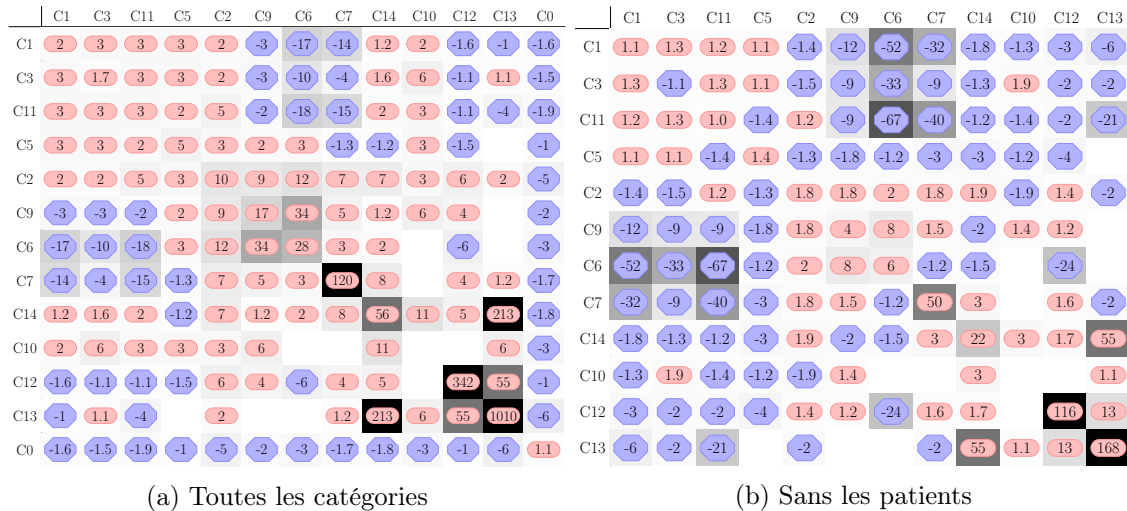 C1 C3 C11 C5 C2 C9 C6 C7 C14 C10 C12 C13 C0
C1 2 3 3 3 2 -3 -17 -14 1.2 2 -1.6 -1 -1.6
C3 3 1.7 3 3 2 -3 -10 -4 1.6 6 -1.1 1.1 -1.5
C11 3 3 3 2 5 -2 -18 -15 2 3 -1.1 -4 -1.9
C5 3 3 2 5 3 2 3 -1.3 -1.2 3 -1.5 -1
C2 2 2 5 3 10 9 12 7 7 3 6 2 -5
C9 -3 -3 -2 2 9 17 34 5 1.2 6 4 -2
C6 -17 -10 -18 3 12 34 28 3 2 -6 -3
C7 -14 -4 -15 -1.3 7 5 3 120 8 4 1.2 -1.7
C14 1.2 1.6 2 -1.2 7 1.2 2 8 56 11 5 213 -1.8
C10 2 6 3 3 3 6 11 6 -3
C12 -1.6 -1.1 -1.1 -1.5 6 4 -6 4 5 342 55 -1
C13 -1 1.1 -4 2 1.2 213 6 55 1010 -6
C0 -1.6 -1.5 -1.9 -1 -5 -2 -3 -1.7 -1.8 -3 -1 -6 1.1
(a) Toutes les catégories
C1 C3 C11 C5 C2 C9 C6 C7 C14 C10 C12 C13
C1 1.1 1.3 1.2 1.1 -1.4 -12 -52 -32 -1.8 -1.3 -3 -6
C3 1.3 -1.1 1.3 1.1 -1.5 -9 -33 -9 -1.3 1.9 -2 -2
C11 1.2 1.3 1.0 -1.4 1.2 -9 -67 -40 -1.2 -1.4 -2 -21
C5 1.1 1.1 -1.4 1.4 -1.3 -1.8 -1.2 -3 -3 -1.2 -4
C2 -1.4 -1.5 1.2 -1.3 1.8 1.8 2 1.8 1.9 -1.9 1.4 -2
C9 -12 -9 -9 -1.8 1.8 4 8 1.5 -2 1.4 1.2
C6 -52 -33 -67 -1.2 2 8 6 -1.2 -1.5 -24
C7 -32 -9 -40 -3 1.8 1.5 -1.2 50 3 1.6 -2
C14 -1.8 -1.3 -1.2 -3 1.9 -2 -1.5 3 22 3 1.7 55
C10 -1.3 1.9 -1.4 -1.2 -1.9 1.4 3 1.1
C12 -3 -2 -2 -4 1.4 1.2 -24 1.6 1.7 116 13
C13 -6 -2 -21 -2 -2 55 1.1 13 168
(b) Sans les patients